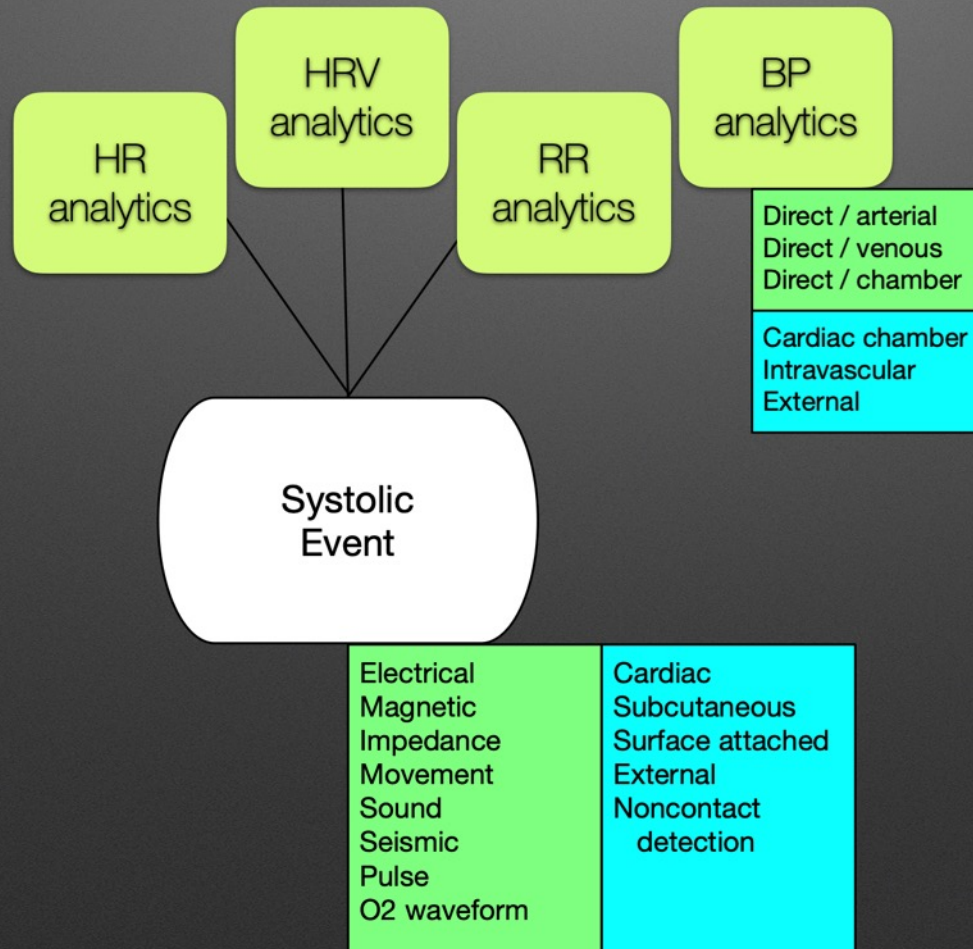 HRV
analytics
BP
analytics
HR
analytics
RR
analytics
Direct / arterial
Direct / venous
Direct / chamber
Cardiac chamber
Intravascular
External
Systolic
Event
Electrical
Magnetic
Impedance
Movement
Sound
Seismic
Pulse
O2 waveform
Cardiac
Subcutaneous
Surface attached
External
Noncontact
detection